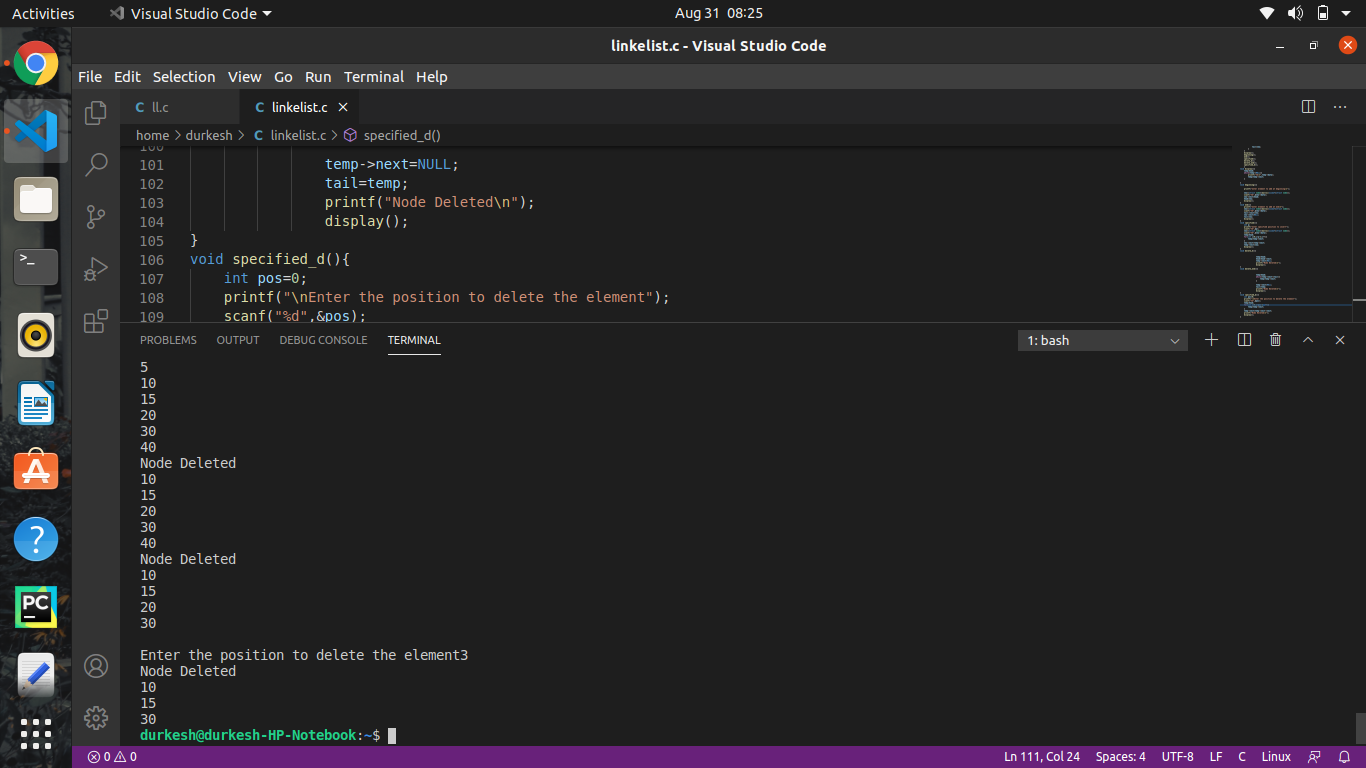 Activities Visual Studio Code Aug 31 08:25
linkelist.c - Visual Studio Code
File Edit Selection View Go Run Terminal Help
C ll.c C linkelist.c
home > durkesh > C linkelist.c > specified_d()
100
101 temp->next=NULL;
102 tail=temp;
103 printf("Node Deleted\n");
104 display();
105 }
106 void specified_d(){
107 int pos=0;
108 printf("\nEnter the position to delete the element");
109 scanf("%d",&pos);
PROBLEMS OUTPUT DEBUG CONSOLE TERMINAL 1: bash
5
10
15
20
30
40
Node Deleted
10
15
20
30
40
Node Deleted
10
15
20
30
Enter the position to delete the element3
Node Deleted
10
15
30
durkesh@durkesh-HP-Notebook:~$
PC
0 0 Ln 111, Col 24 Spaces: 4 UTF-8 LF C Linux